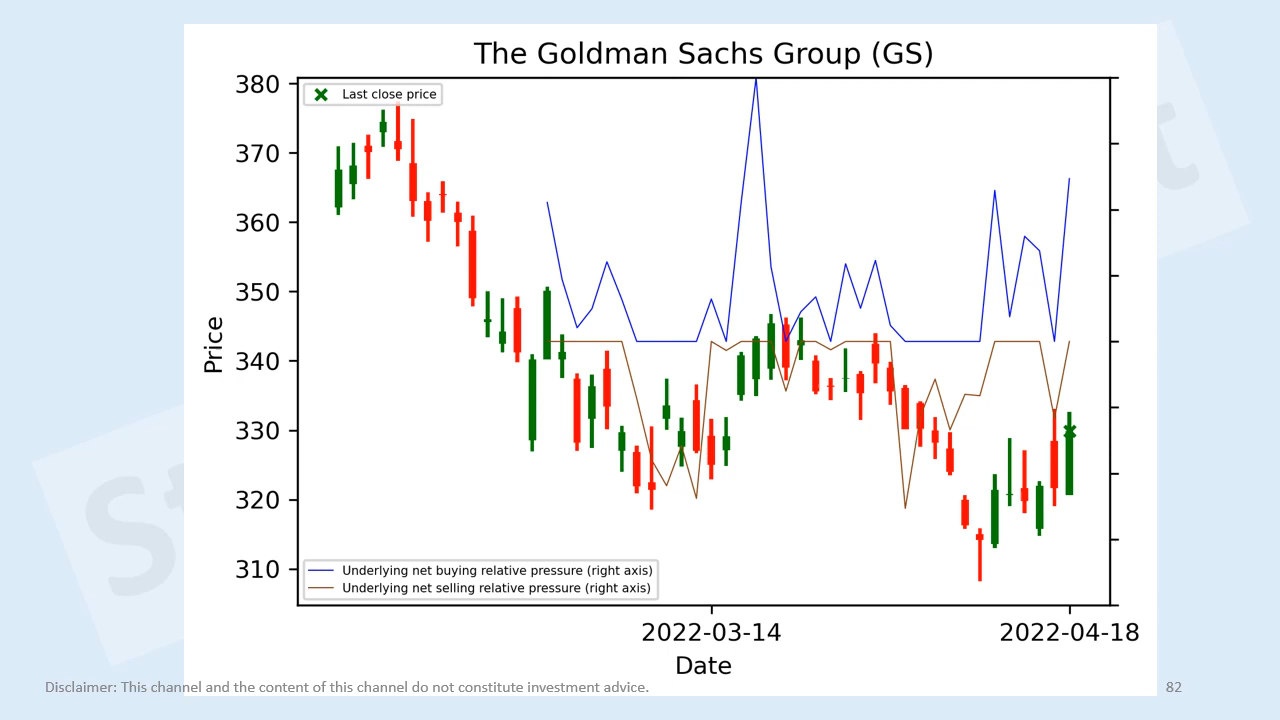 The Goldman Sachs Group (GS)
380
370
360
350
340
330
320
310
Price
Last close price
Underlying net buying relative pressure (right axis)
Underlying net selling relative pressure (right axis)
2022-03-14
2022-04-18
Date
Disclaimer: This channel and the content of this channel do not constitute investment advice.
82